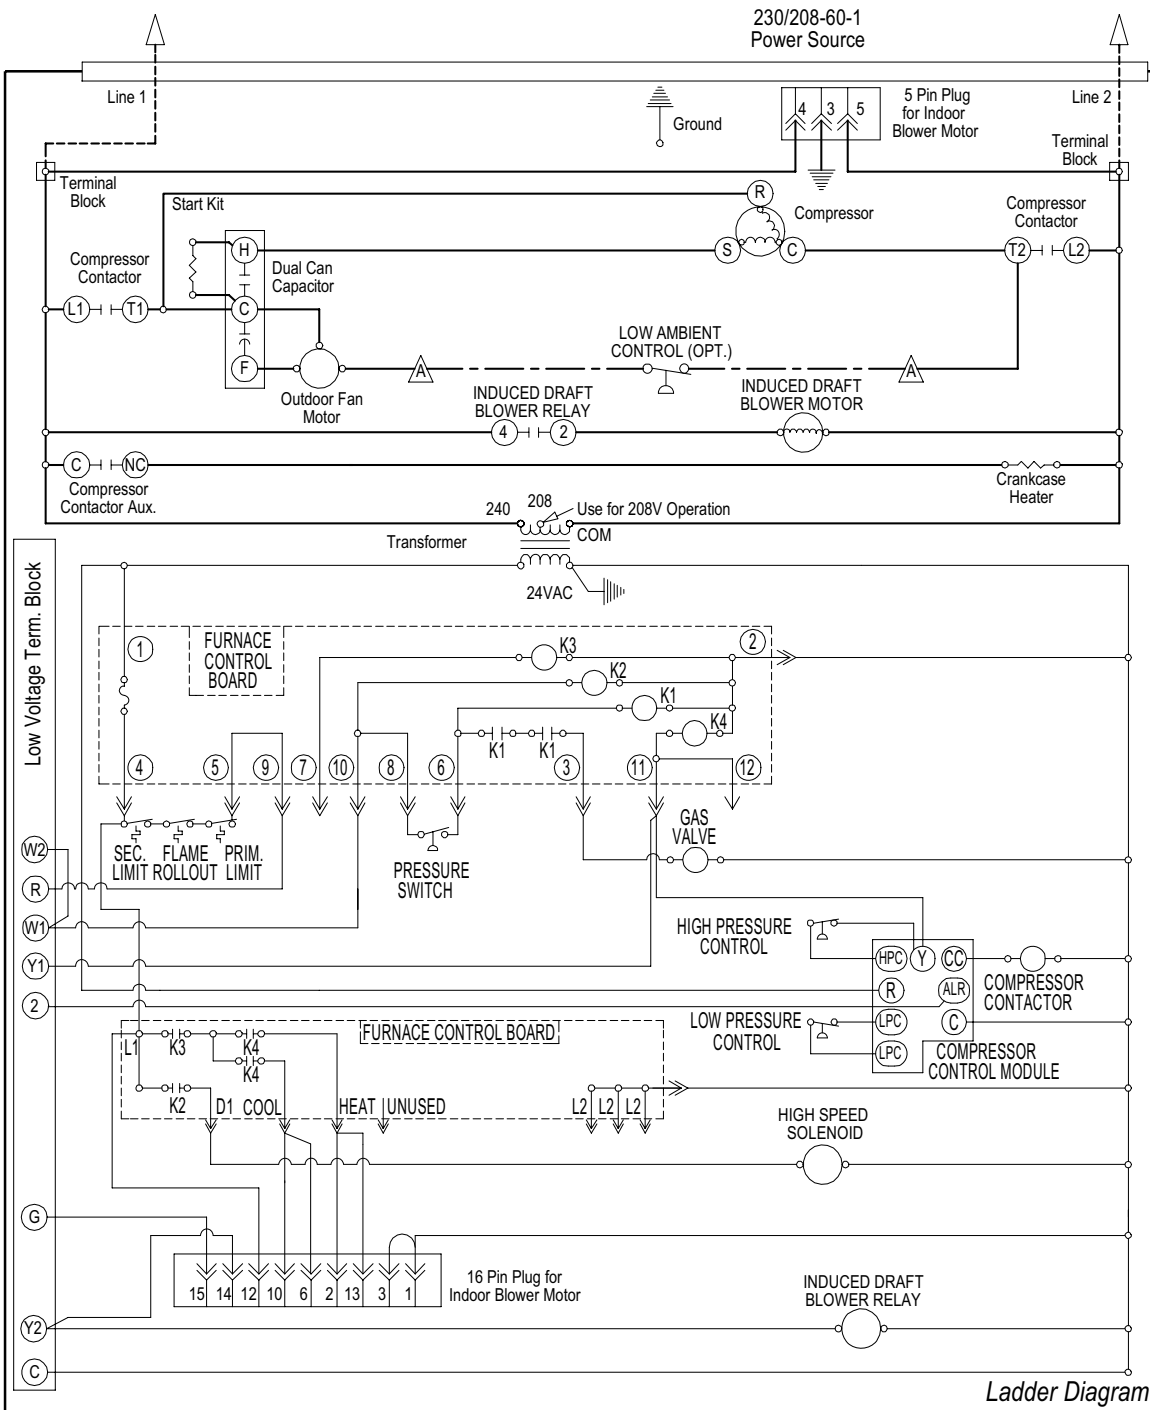 230/208-60-1
Power Source
Line 1
Ground
4 3 5
5 Pin Plug
for Indoor
Blower Motor
Line 2
Terminal
Block
Terminal
Block
Start Kit
R
Compressor
Compressor
Contactor
H
S
C
T2
L2
Compressor
Contactor
Dual Can
Capacitor
L1
T1
C
LOW AMBIENT
CONTROL (OPT.)
F
A
A
Outdoor Fan
Motor
INDUCED DRAFT
BLOWER RELAY
INDUCED DRAFT
BLOWER MOTOR
4
2
C
NC
Compressor
Contactor Aux.
Crankcase
Heater
240
208
Use for 208V Operation
COM
Transformer
24VAC
Low Voltage Term. Block
FURNACE
CONTROL
BOARD
1
2
K3
K2
K1
K4
K1
K1
4
5
9
7
10
8
6
3
11
12
SEC.
LIMIT
FLAME
ROLLOUT
PRIM.
LIMIT
PRESSURE
SWITCH
GAS
VALVE
W2
R
W1
Y1
2
HIGH PRESSURE
CONTROL
HPC
Y
CC
R
ALR
COMPRESSOR
CONTACTOR
LOW PRESSURE
CONTROL
LPC
C
LPC
COMPRESSOR
CONTROL MODULE
FURNACE CONTROL BOARD
L1
K3
K4
K4
K2
D1
COOL
HEAT
UNUSED
L2
L2
L2
HIGH SPEED
SOLENOID
G
15 14 12 10 6 2 13 3 1
16 Pin Plug for
Indoor Blower Motor
INDUCED DRAFT
BLOWER RELAY
Y2
C
Ladder Diagram